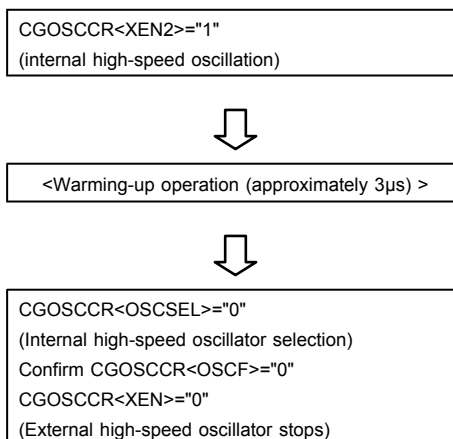 CGOSCCR<XEN2>="1"
(internal high-speed oscillation)
<Warming-up operation (approximately 3µs) >
CGOSCCR<OSCSEL>="0"
(Internal high-speed oscillator selection)
Confirm CGOSCCR<OSCF>="0"
CGOSCCR<XEN>="0"
(External high-speed oscillator stops)